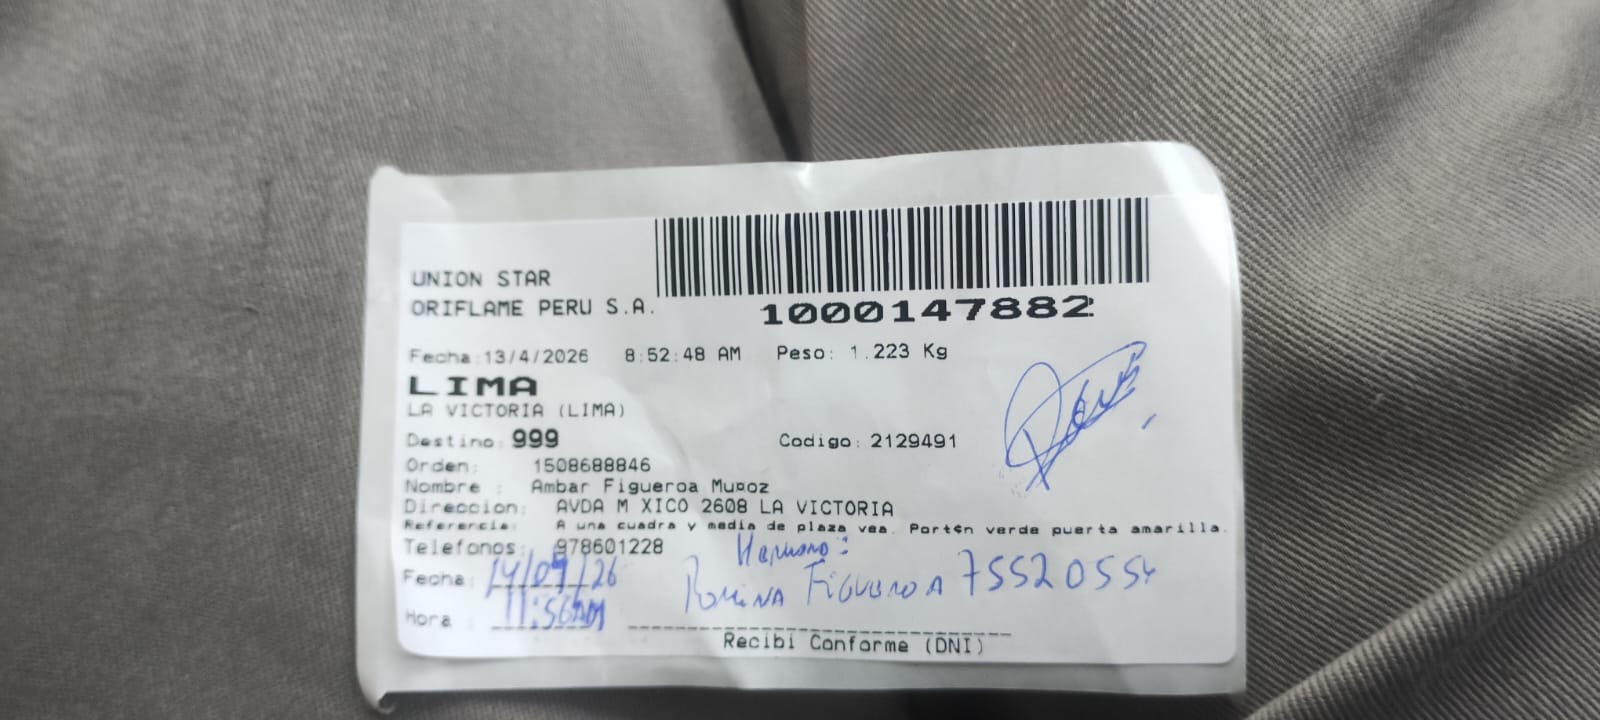 UNION STAR
ORIFLAME PERU S.A.
1000147882
Fecha:13/4/2026 8:52:48 AM Peso: 1.223 Kg
LIMA
LA VICTORIA (LIMA)
Destino: 999 Codigo: 2129491
Orden: 1508688846
Nombre : Ambar Figueroa Muñoz
Direccion: AVDA M XICO 2608 LA VICTORIA
Referencia: A una cuadra y media de plaza vea. Portón verde puerta amarilla.
Telefonos: 978601228
Hermano:
Fecha: 14/04/26 Romina Figueroa 75520554
Hora : 11:56AM
Recibi Conforme (DNI)